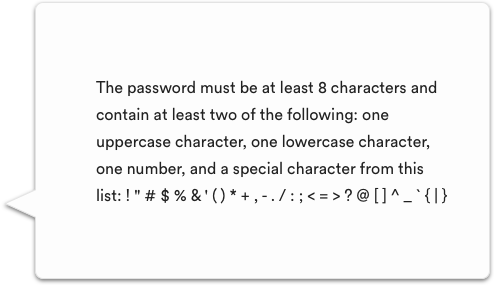 The password must be at least 8 characters and
contain at least two of the following: one
uppercase character, one lowercase character,
one number, and a special character from this
list: ! " # $ % & ' ( ) * + , - . / : ; < = > ? @ [ ] ^ _ ` { | }